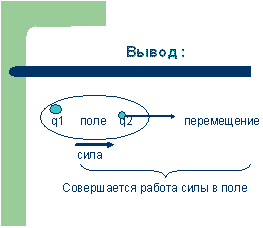 Вывод :
q1 поле q2 перемещение
сила
Совершается работа силы в поле